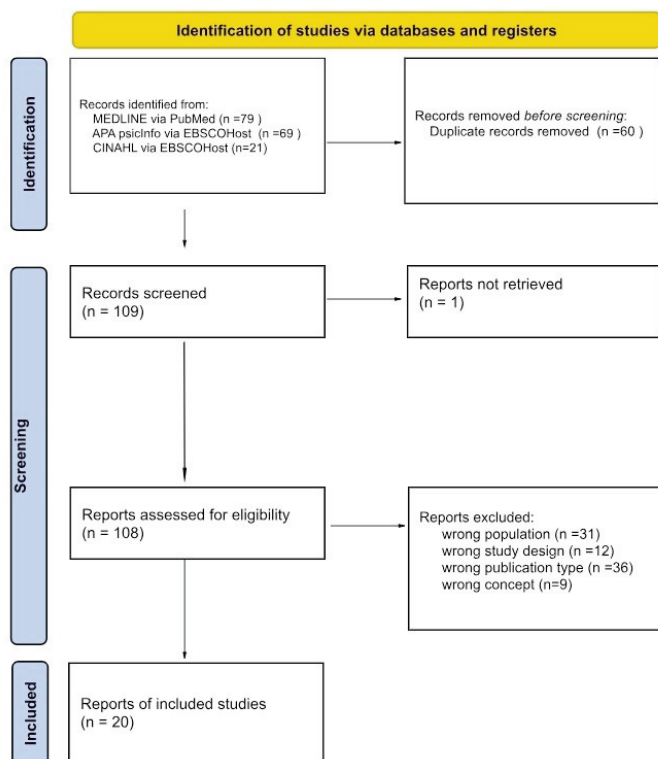 Identification of studies via databases and registers
Identification
Records identified from:
MEDLINE via PubMed (n =79 )
APA psicInfo via EBSCOHost (n =69 )
CINAHL via EBSCOHost (n=21)
Records removed before screening:
Duplicate records removed (n =60 )
Screening
Records screened
(n = 109)
Reports not retrieved
(n = 1)
Reports assessed for eligibility
(n = 108)
Reports excluded:
wrong population (n =31)
wrong study design (n =12)
wrong publication type (n =36)
wrong concept (n=9)
Included
Reports of included studies
(n = 20)